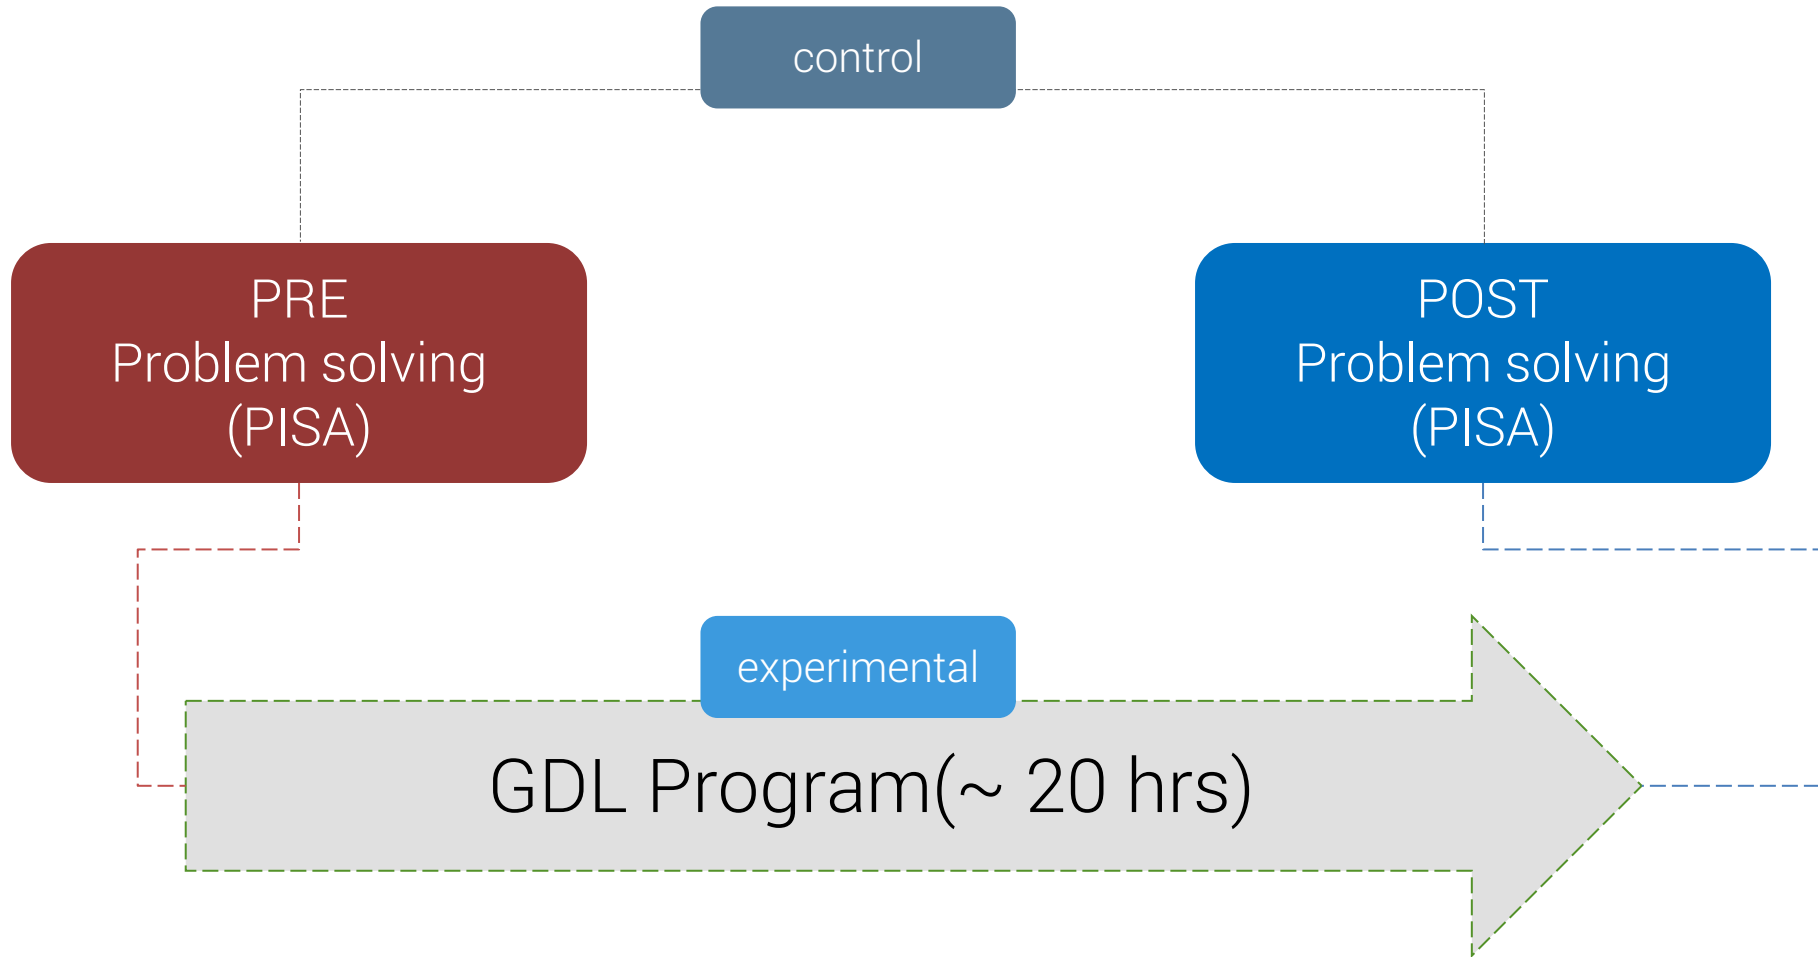 control
PRE
Problem solving
(PISA)
POST
Problem solving
(PISA)
experimental
GDL Program(~ 20 hrs)